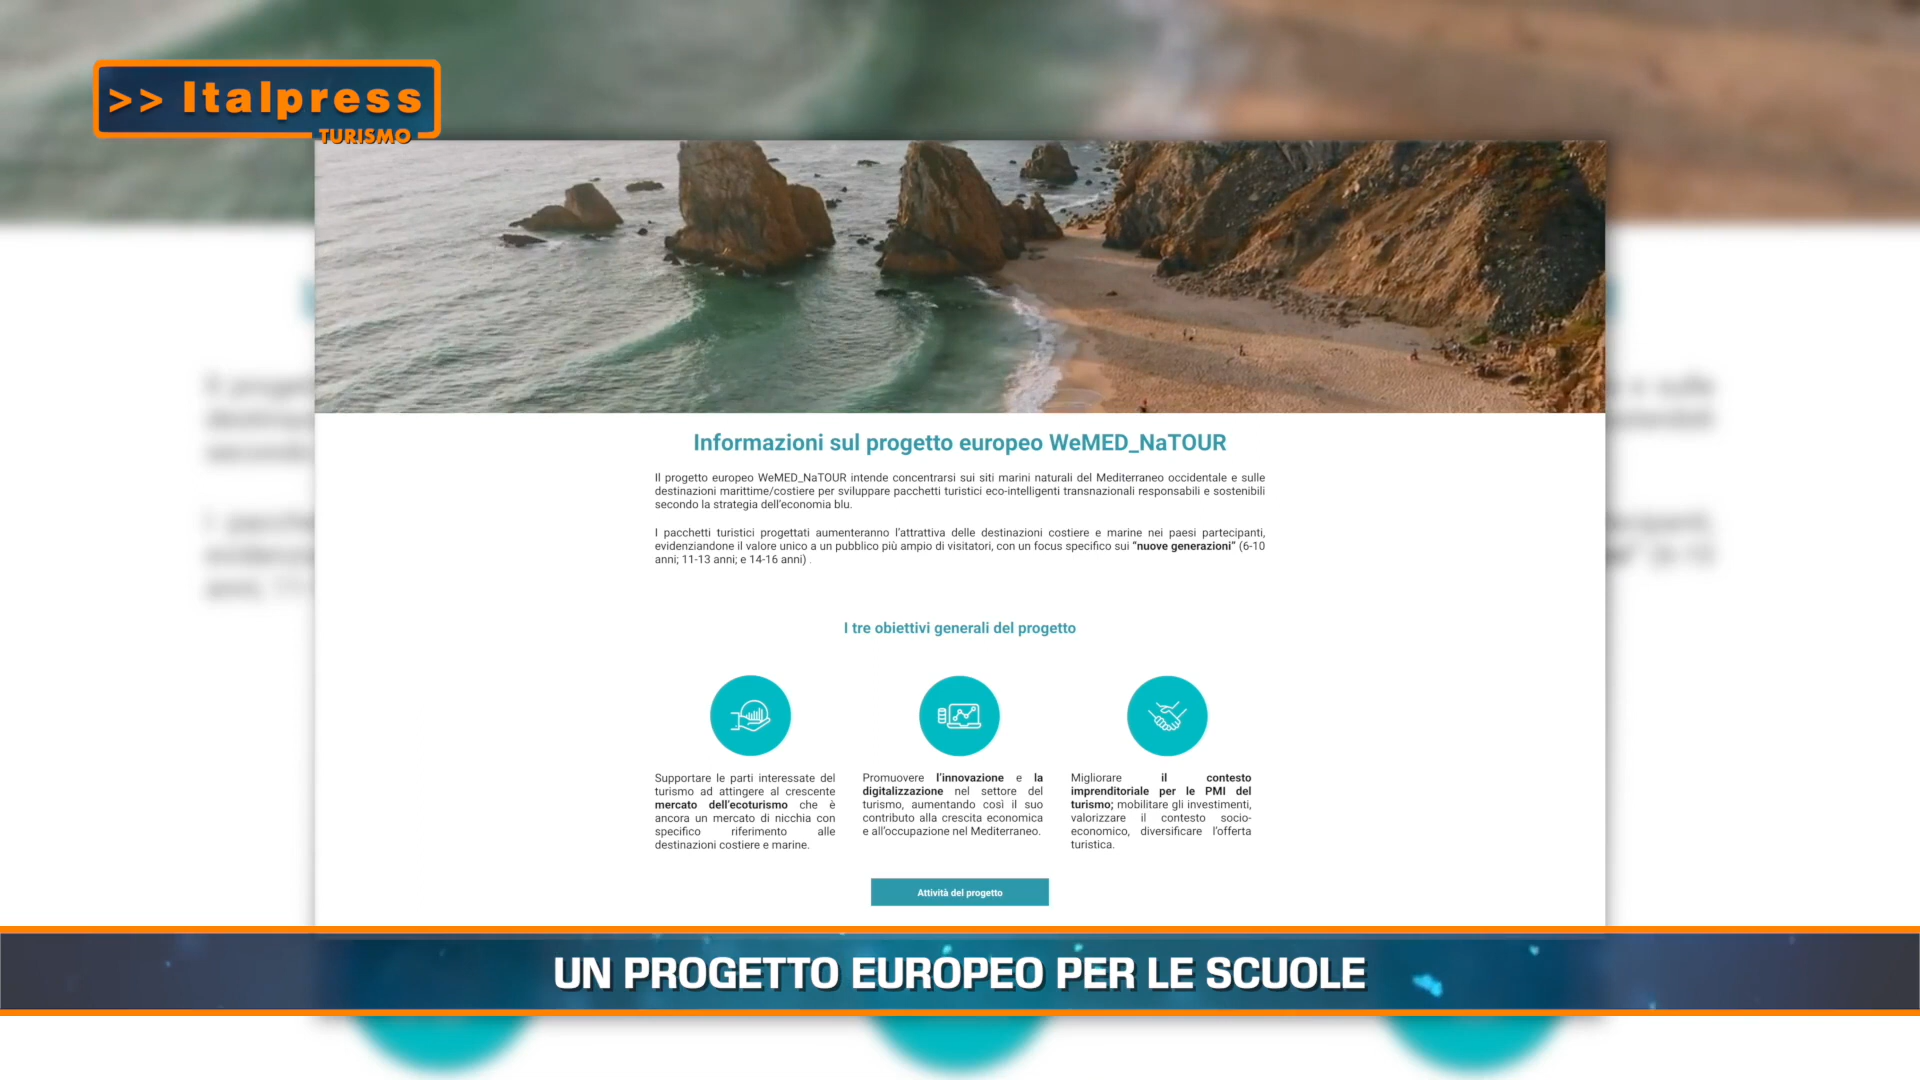 >> Italpress
TURISMO
Informazioni sul progetto europeo WeMED_NaTOUR
Il progetto europeo WeMED_NaTOUR intende concentrarsi sui siti marini naturali del Mediterraneo occidentale e sulle
destinazioni marittime/costiere per sviluppare pacchetti turistici eco-intelligenti transnazionali responsabili e sostenibili
secondo la strategia dell'economia blu.
I pacchetti turistici progettati aumenteranno l'attrattiva delle destinazioni costiere e marine nei paesi partecipanti,
evidenziandone il valore unico a un pubblico più ampio di visitatori, con un focus specifico sui “nuove generazioni” (6-10
anni; 11-13 anni; e 14-16 anni) .
I tre obiettivi generali del progetto
Supportare le parti interessate del
turismo ad attingere al crescente
mercato dell'ecoturismo che è
ancora un mercato di nicchia con
specifico riferimento alle
destinazioni costiere e marine.
Promuovere l'innovazione e la
digitalizzazione nel settore del
turismo, aumentando così il suo
contributo alla crescita economica
e all'occupazione nel Mediterraneo.
Migliorare il contesto
imprenditoriale per le PMI del
turismo; mobilitare gli investimenti,
valorizzare il contesto socio-
economico, diversificare l'offerta
turistica.
Attività del progetto
UN PROGETTO EUROPEO PER LE SCUOLE